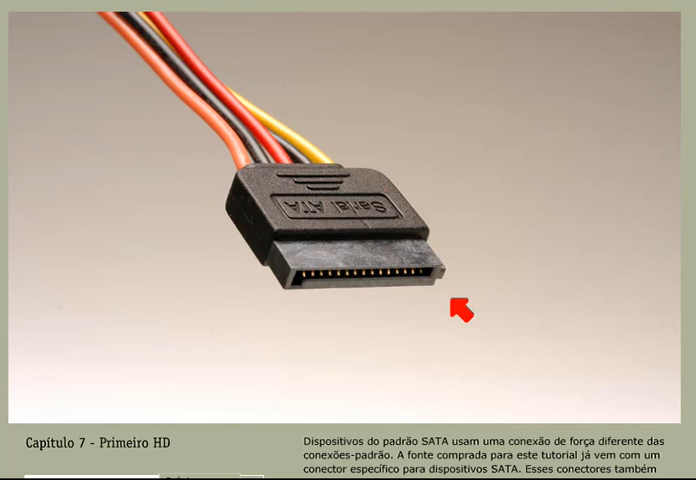 Serial ATA
Capítulo 7 - Primeiro HD
Dispositivos do padrão SATA usam uma conexão de força diferente das
conexões-padrão. A fonte comprada para este tutorial já vem com um
conector específico para dispositivos SATA. Esses conectores também